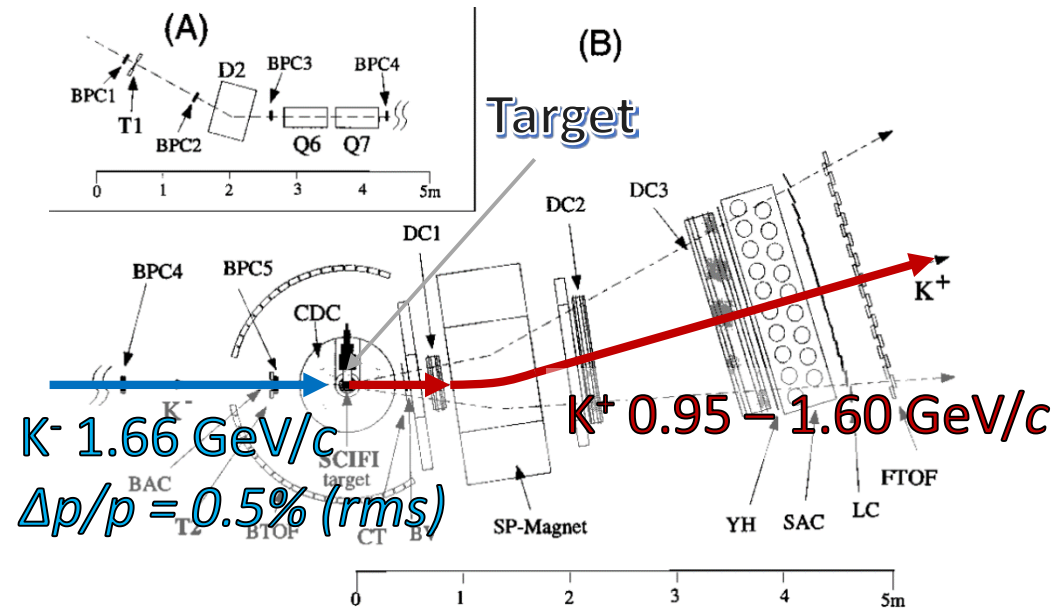 (A)
D2
BPC3
BPC4
BPC1
T1
BPC2
Q6
Q7
0 1 2 3 4 5m
(B)
Target
DC3
DC2
DC1
BPC4
BPC5
CDC
K+
K-
K- 1.66 GeV/c
K+ 0.95 – 1.60 GeV/c
SCIFI
target
BAC
Δp/p = 0.5% (rms)
T2
BTOF
CT
BV
SP-Magnet
YH
SAC
LC
FTOF
0 1 2 3 4 5m